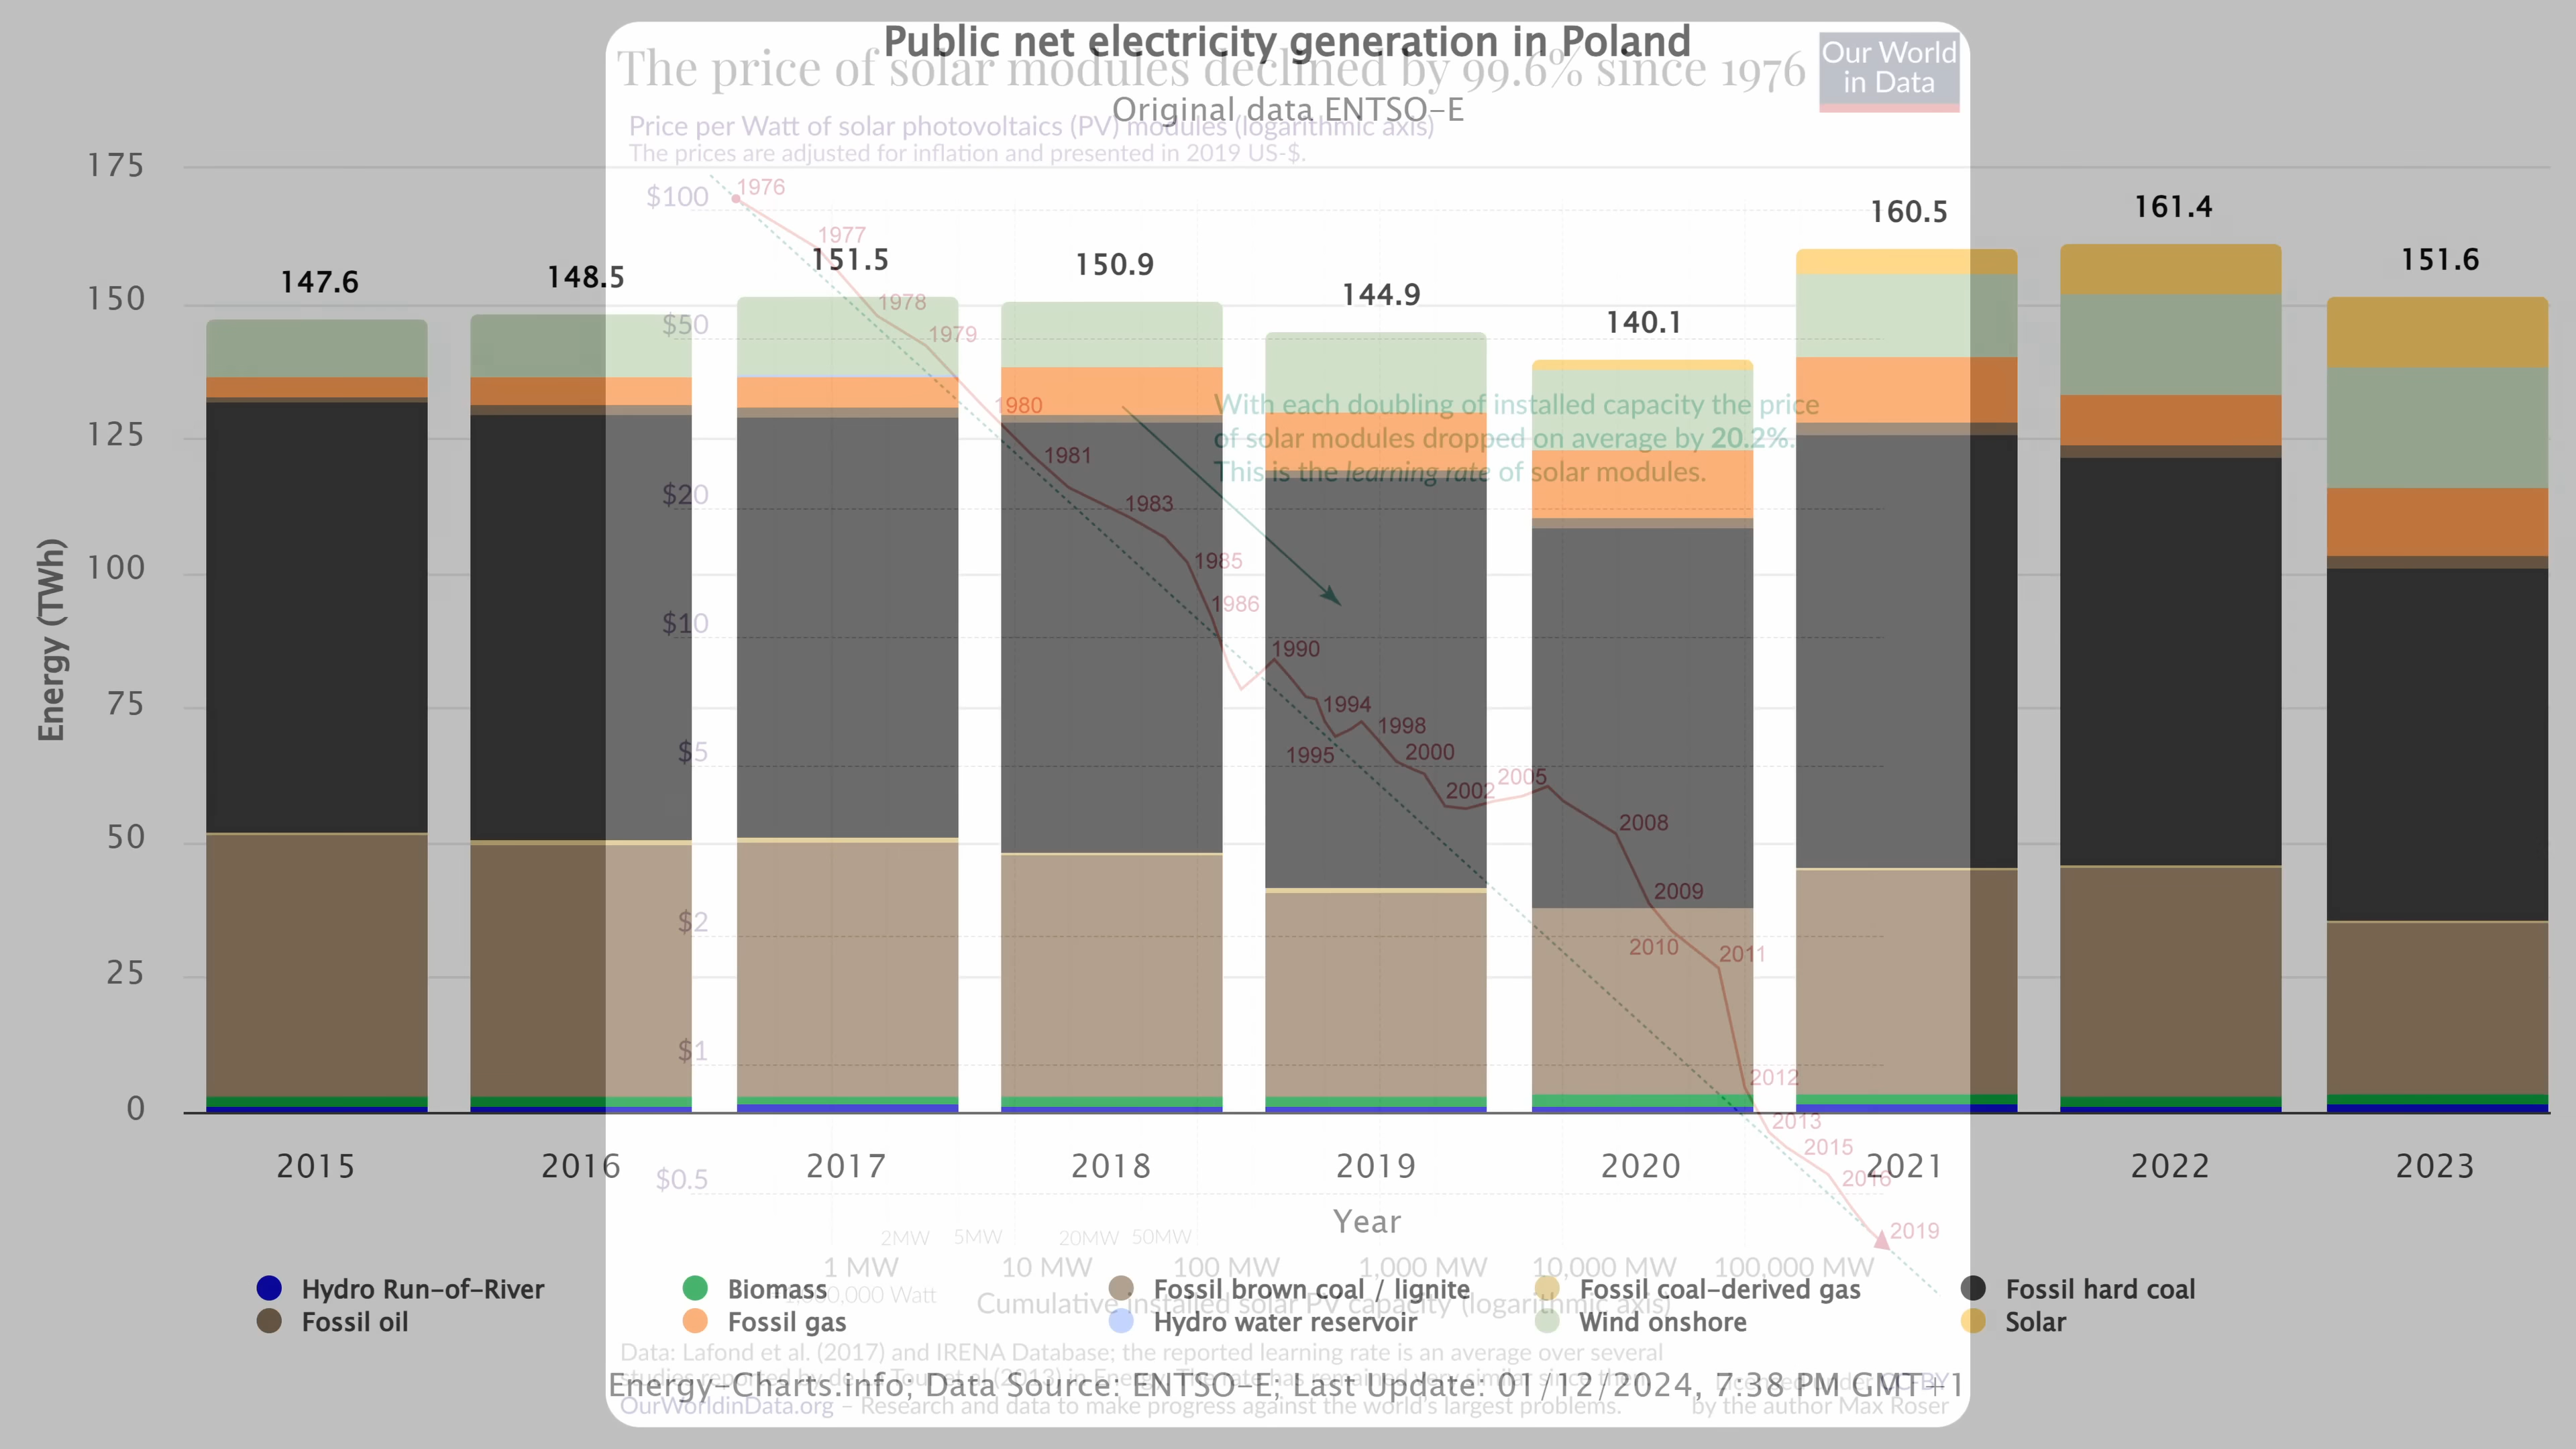 Public net electricity generation in Poland
The price of solar modules declined by 99.6% since 1976
Our World
in Data
Original data ENTSO-E
Price per Watt of solar photovoltaics (PV) modules (logarithmic axis)
The prices are adjusted for inflation and presented in 2019 US-$.
175
150
125
100
75
50
25
0
Energy (TWh)
147.6
148.5
151.5
150.9
144.9
140.1
160.5
161.4
151.6
$100
$50
$20
$10
$5
$2
$1
$0.5
1976
1977
1978
1979
1980
1981
1983
1985
1986
1990
1994
1995
1998
2000
2002
2005
2008
2009
2010
2011
2012
2013
2015
2016
2019
With each doubling of installed capacity the price
of solar modules dropped on average by 20.2%.
This is the learning rate of solar modules.
2015
2016
2017
2018
2019
2020
2021
2022
2023
Year
2MW
5MW
20MW
50MW
1 MW
10 MW
100 MW
1,000 MW
10,000 MW
100,000 MW
Hydro Run-of-River
Biomass
Fossil brown coal / lignite
Fossil coal-derived gas
Fossil hard coal
Watt
Cumulative installed solar PV capacity (logarithmic axis)
Fossil oil
Fossil gas
Hydro water reservoir
Wind onshore
Solar
Data: Lafond et al. (2017) and IRENA Database; the reported learning rate is an average over several
Energy-Charts.info; Data Source: ENTSO-E; Last Update: 01/12/2024, 7:38 PM GMT+1
OurWorldinData.org – Research and data to make progress against the world's largest problems.
by the author Max Roser